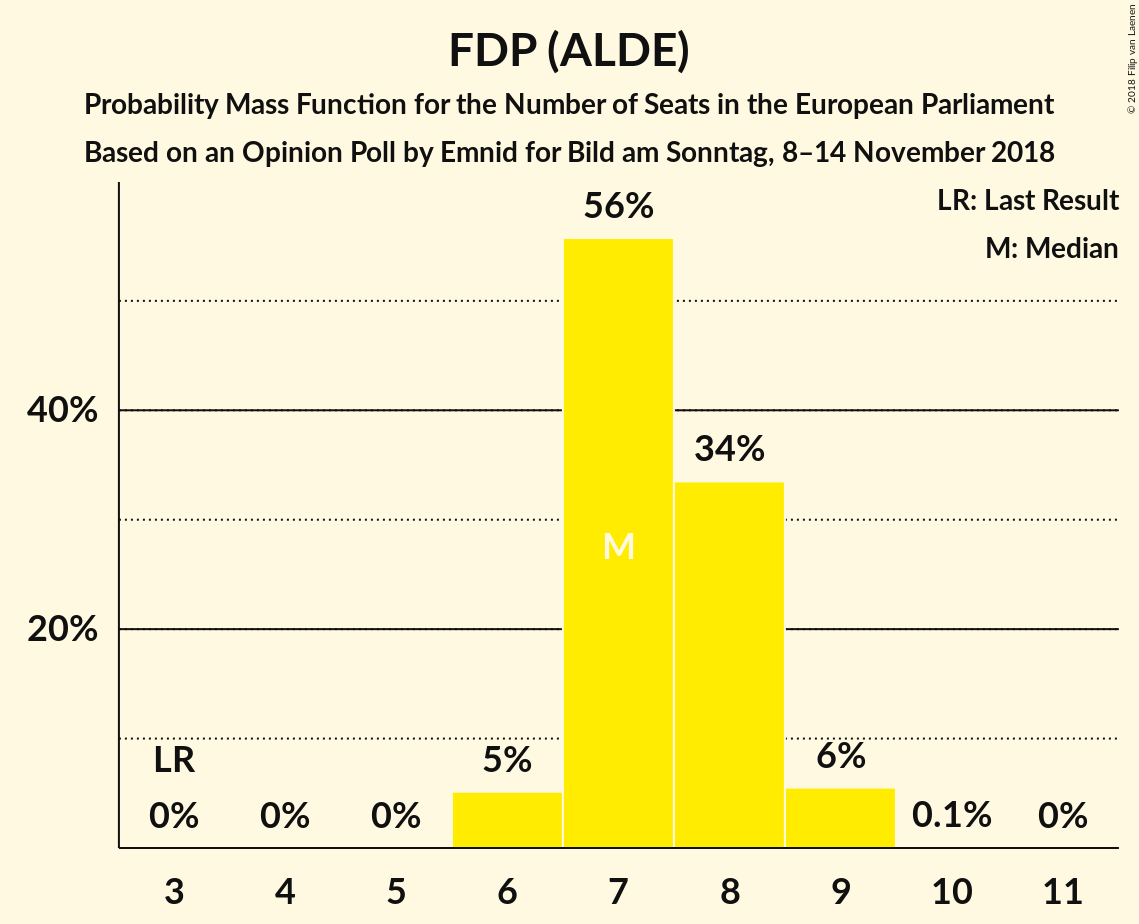 FDP (ALDE)
Probability Mass Function for the Number of Seats in the European Parliament
Based on an Opinion Poll by Emnid for Bild am Sonntag, 8–14 November 2018
© 2018 Filip van Laenen
LR: Last Result
M: Median
56%
40%
34%
M
20%
LR
5%
6%
0%
0%
0%
0.1%
0%
3 4 5 6 7 8 9 10 11